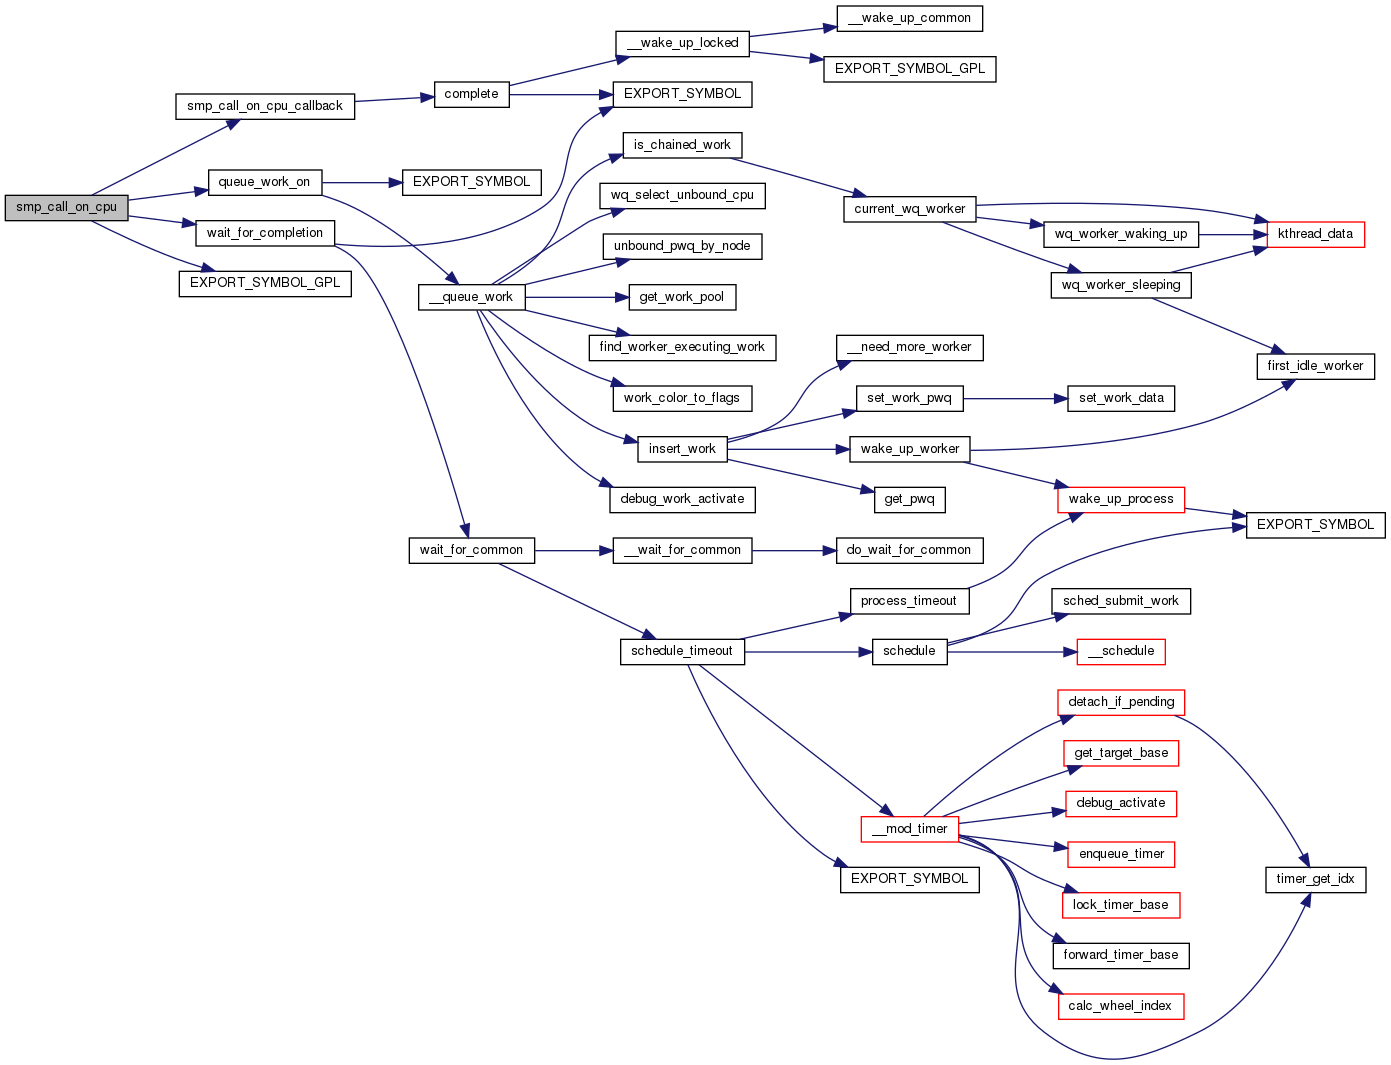 __wake_up_common
__wake_up_locked
EXPORT_SYMBOL_GPL
complete
EXPORT_SYMBOL
smp_call_on_cpu_callback
is_chained_work
queue_work_on
EXPORT_SYMBOL
wq_select_unbound_cpu
smp_call_on_cpu
current_wq_worker
wait_for_completion
wq_worker_waking_up
kthread_data
unbound_pwq_by_node
EXPORT_SYMBOL_GPL
wq_worker_sleeping
__queue_work
get_work_pool
find_worker_executing_work
__need_more_worker
first_idle_worker
work_color_to_flags
set_work_pwq
set_work_data
insert_work
wake_up_worker
debug_work_activate
get_pwq
wake_up_process
EXPORT_SYMBOL
wait_for_common
__wait_for_common
do_wait_for_common
process_timeout
sched_submit_work
schedule_timeout
schedule
__schedule
detach_if_pending
get_target_base
debug_activate
__mod_timer
enqueue_timer
EXPORT_SYMBOL
timer_get_idx
lock_timer_base
forward_timer_base
calc_wheel_index